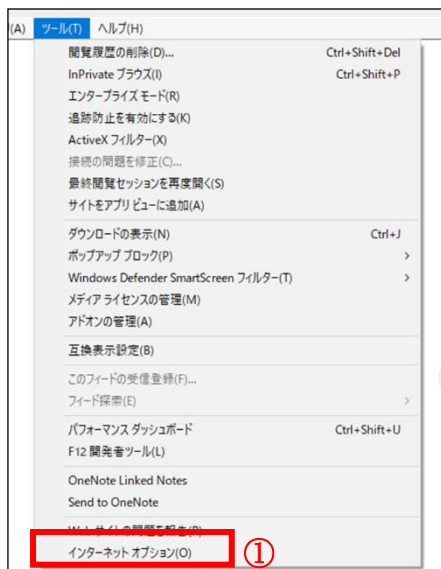 (A) ツール(T) ヘルプ(H)
閲覧履歴の削除(D)... Ctrl+Shift+Del
InPrivate ブラウズ(I) Ctrl+Shift+P
エンタープライズ モード(R)
追跡防止を有効にする(K)
ActiveX フィルター(X)
接続の問題を修正(C)...
最終閲覧セッションを再度開く(S)
サイトをアプリ ビューに追加(A)
ダウンロードの表示(N) Ctrl+J
ポップアップ ブロック(P) >
Windows Defender SmartScreen フィルター(T) >
メディア ライセンスの管理(M)
アドオンの管理(A)
互換表示設定(B)
このフィードの受信登録(F)...
フィード探索(E) >
パフォーマンス ダッシュボード Ctrl+Shift+U
F12 開発者ツール(L)
OneNote Linked Notes
Send to OneNote
Web サイトの問題を報告(R)
インターネット オプション(O) ①